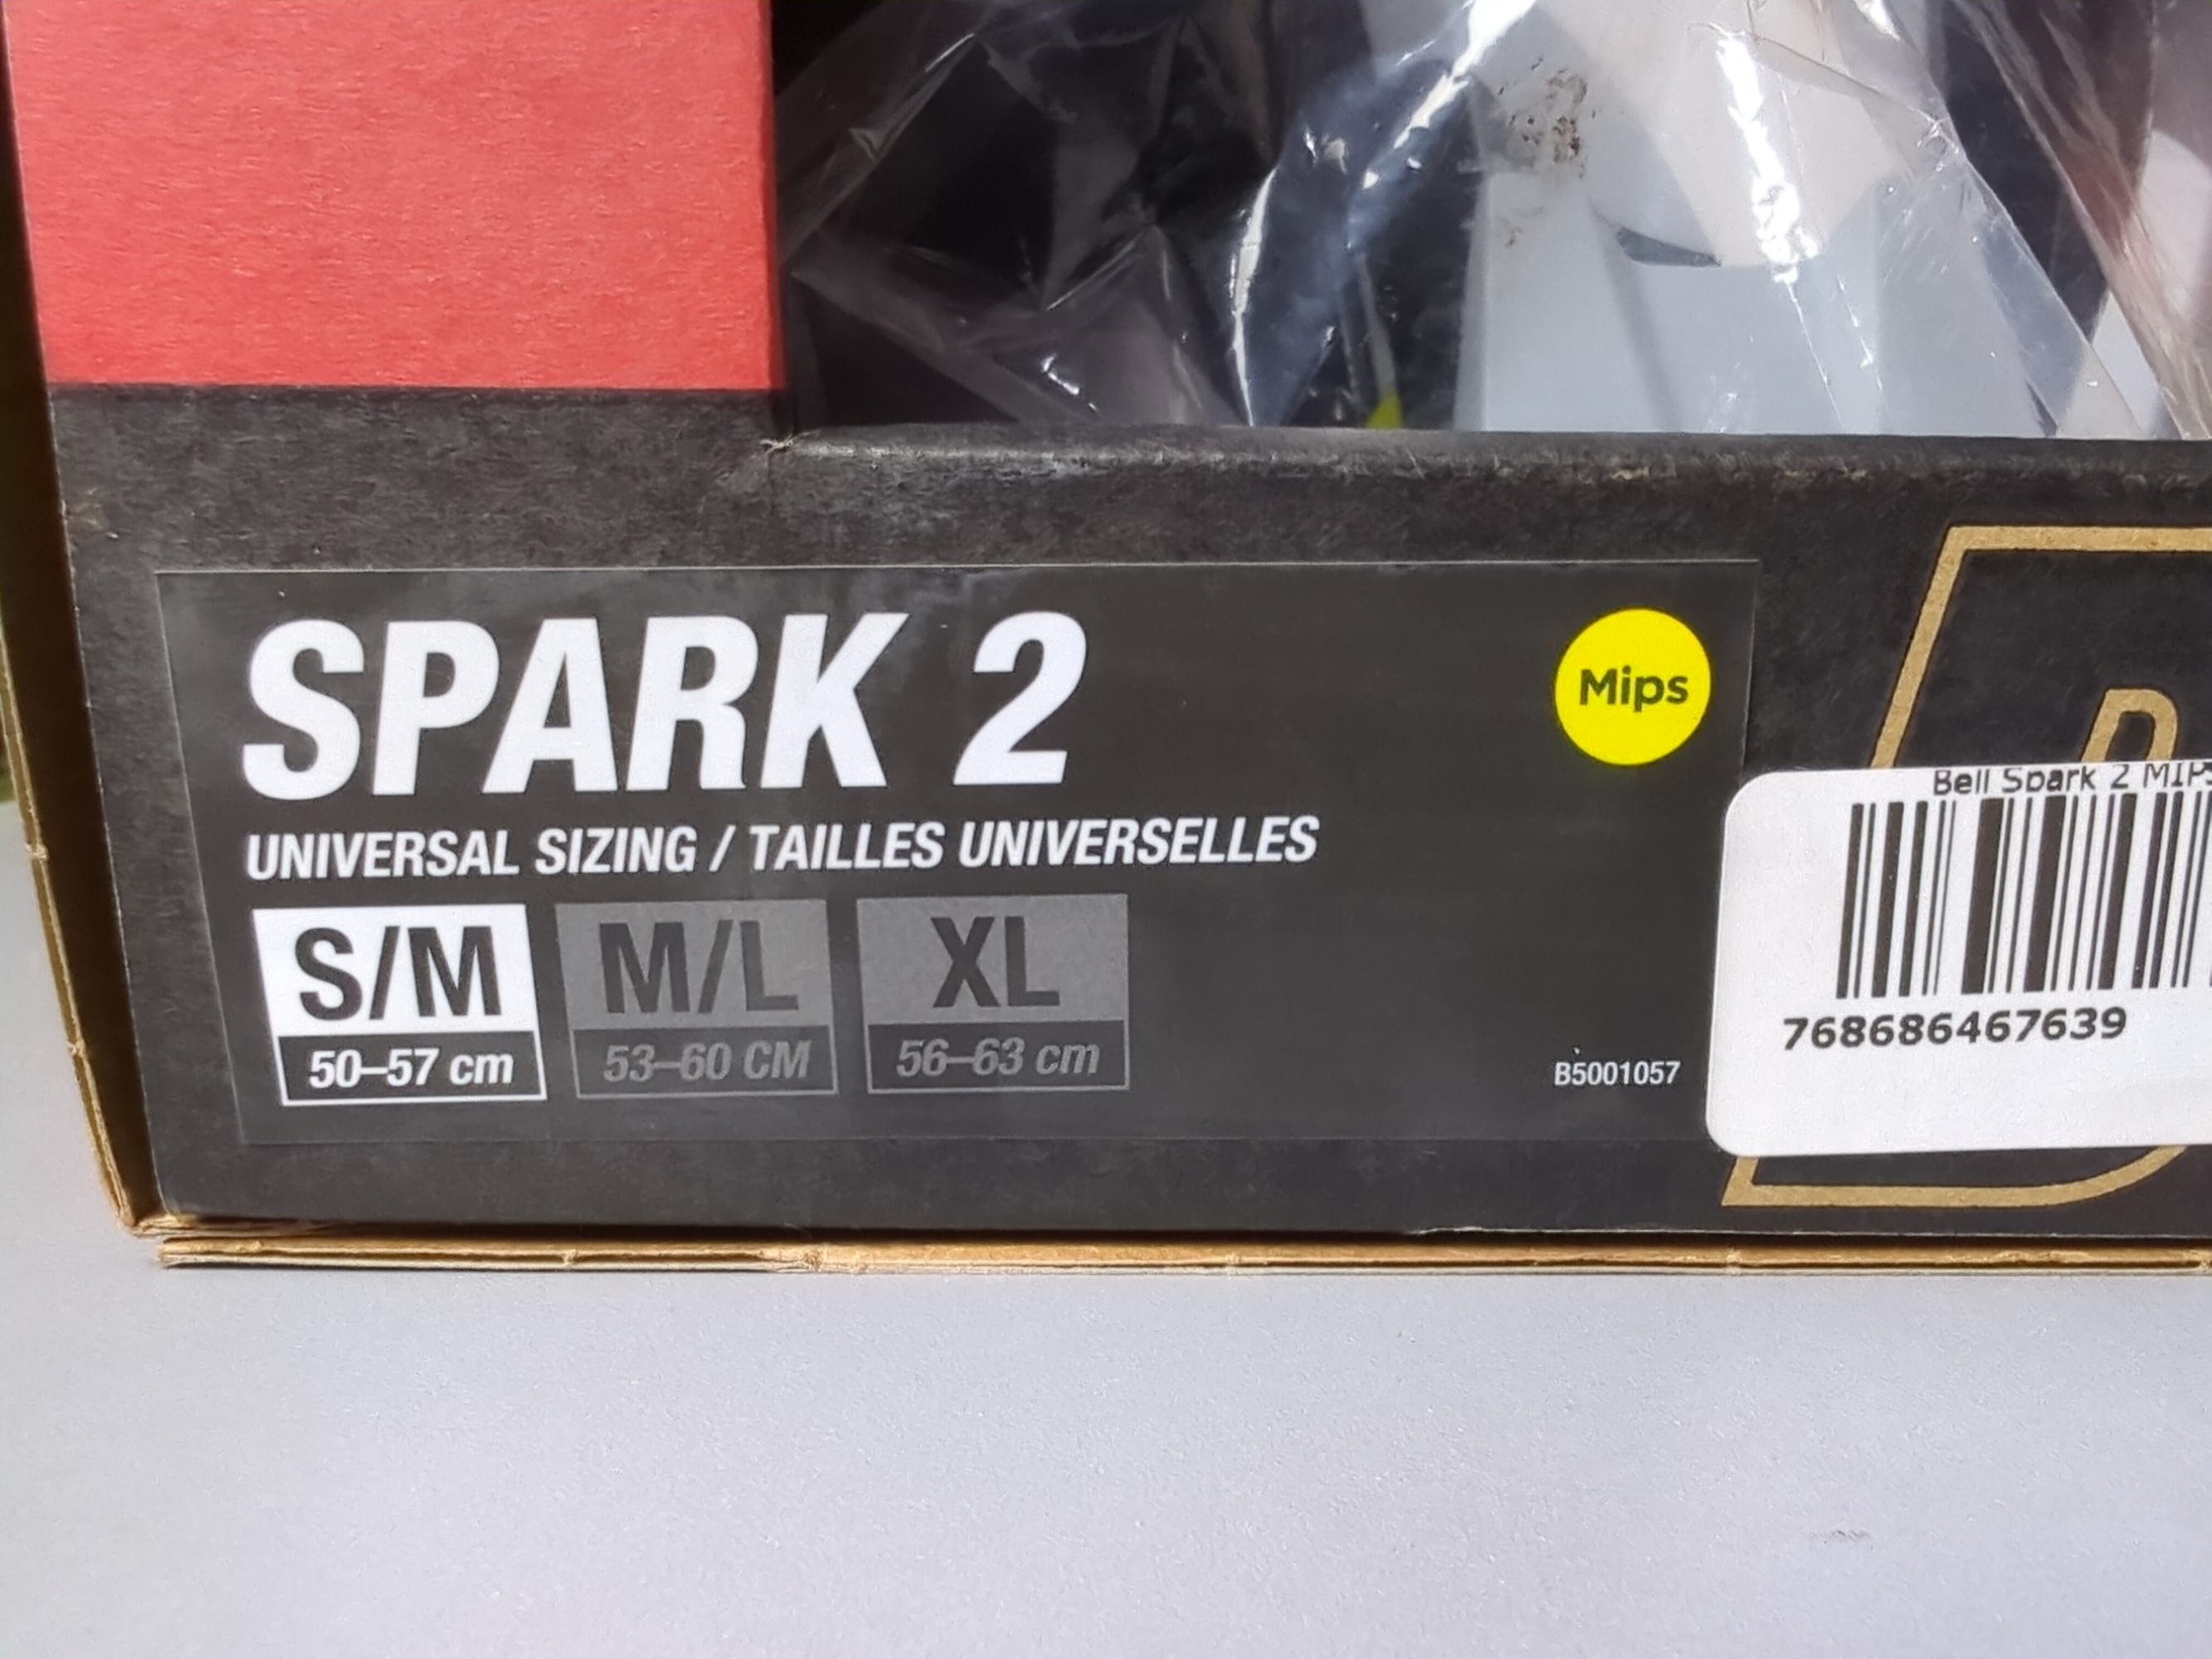 SPARK 2
Mips
UNIVERSAL SIZING / TAILLES UNIVERSELLES
S/M M/L XL
50–57 cm 53–60 CM 56–63 cm
B5001057
Bell Spark 2 MIPS
768686467639